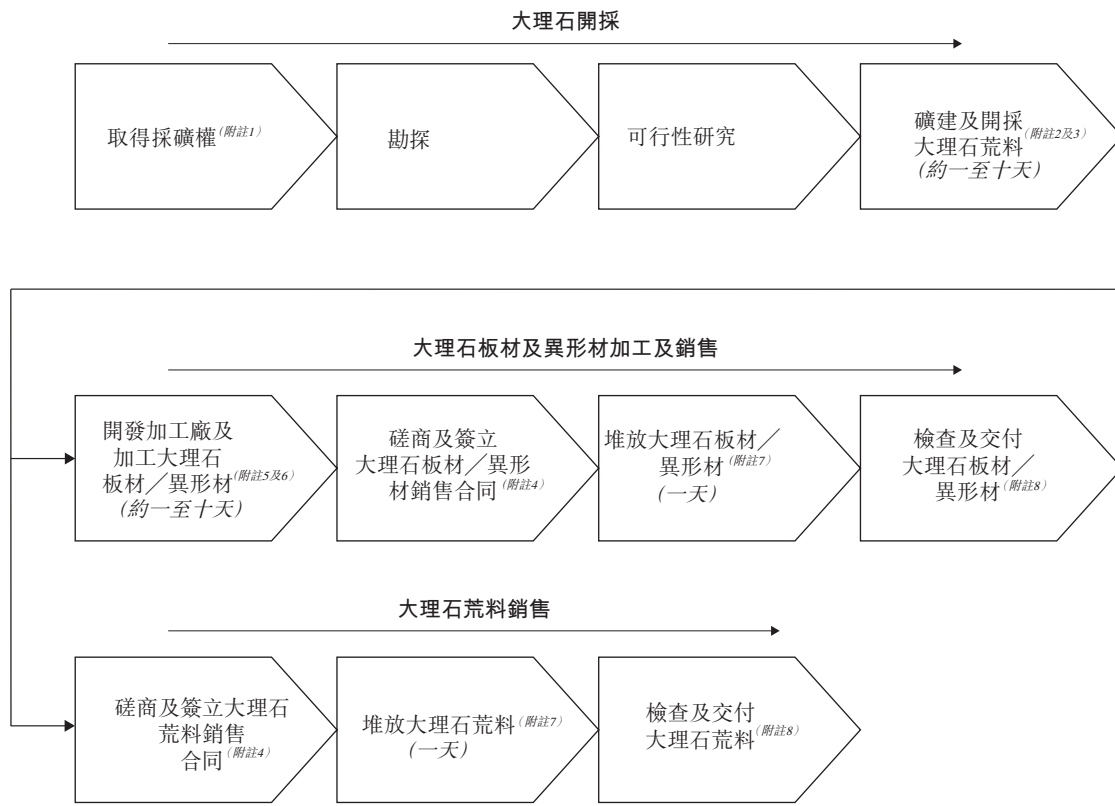 大理石開採
取得採礦權(附註1)
勘探
可行性研究
礦建及開採
大理石荒料(附註2及3)
(約一至十天)
大理石板材及異形材加工及銷售
開發加工廠及
加工大理石
板材／異形材(附註5及6)
(約一至十天)
磋商及簽立
大理石板材／異形
材銷售合同(附註4)
堆放大理石板材／
異形材(附註7)
(一天)
檢查及交付
大理石板材／
異形材(附註8)
大理石荒料銷售
磋商及簽立大理石
荒料銷售
合同(附註4)
堆放大理石荒料(附註7)
(一天)
檢查及交付
大理石荒料(附註8)